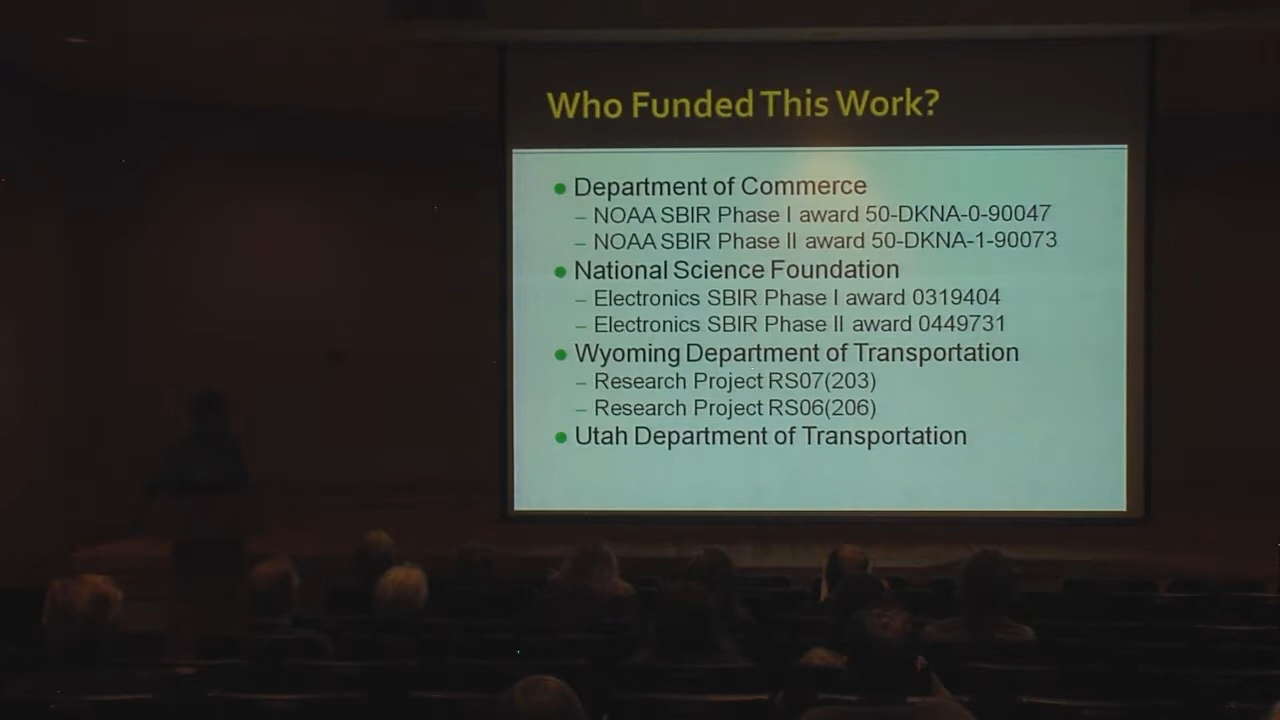 Who Funded This Work?
Department of Commerce
– NOAA SBIR Phase I award 50-DKNA-0-90047
– NOAA SBIR Phase II award 50-DKNA-1-90073
National Science Foundation
– Electronics SBIR Phase I award 0319404
– Electronics SBIR Phase II award 0449731
Wyoming Department of Transportation
– Research Project RS07(203)
– Research Project RS06(206)
Utah Department of Transportation